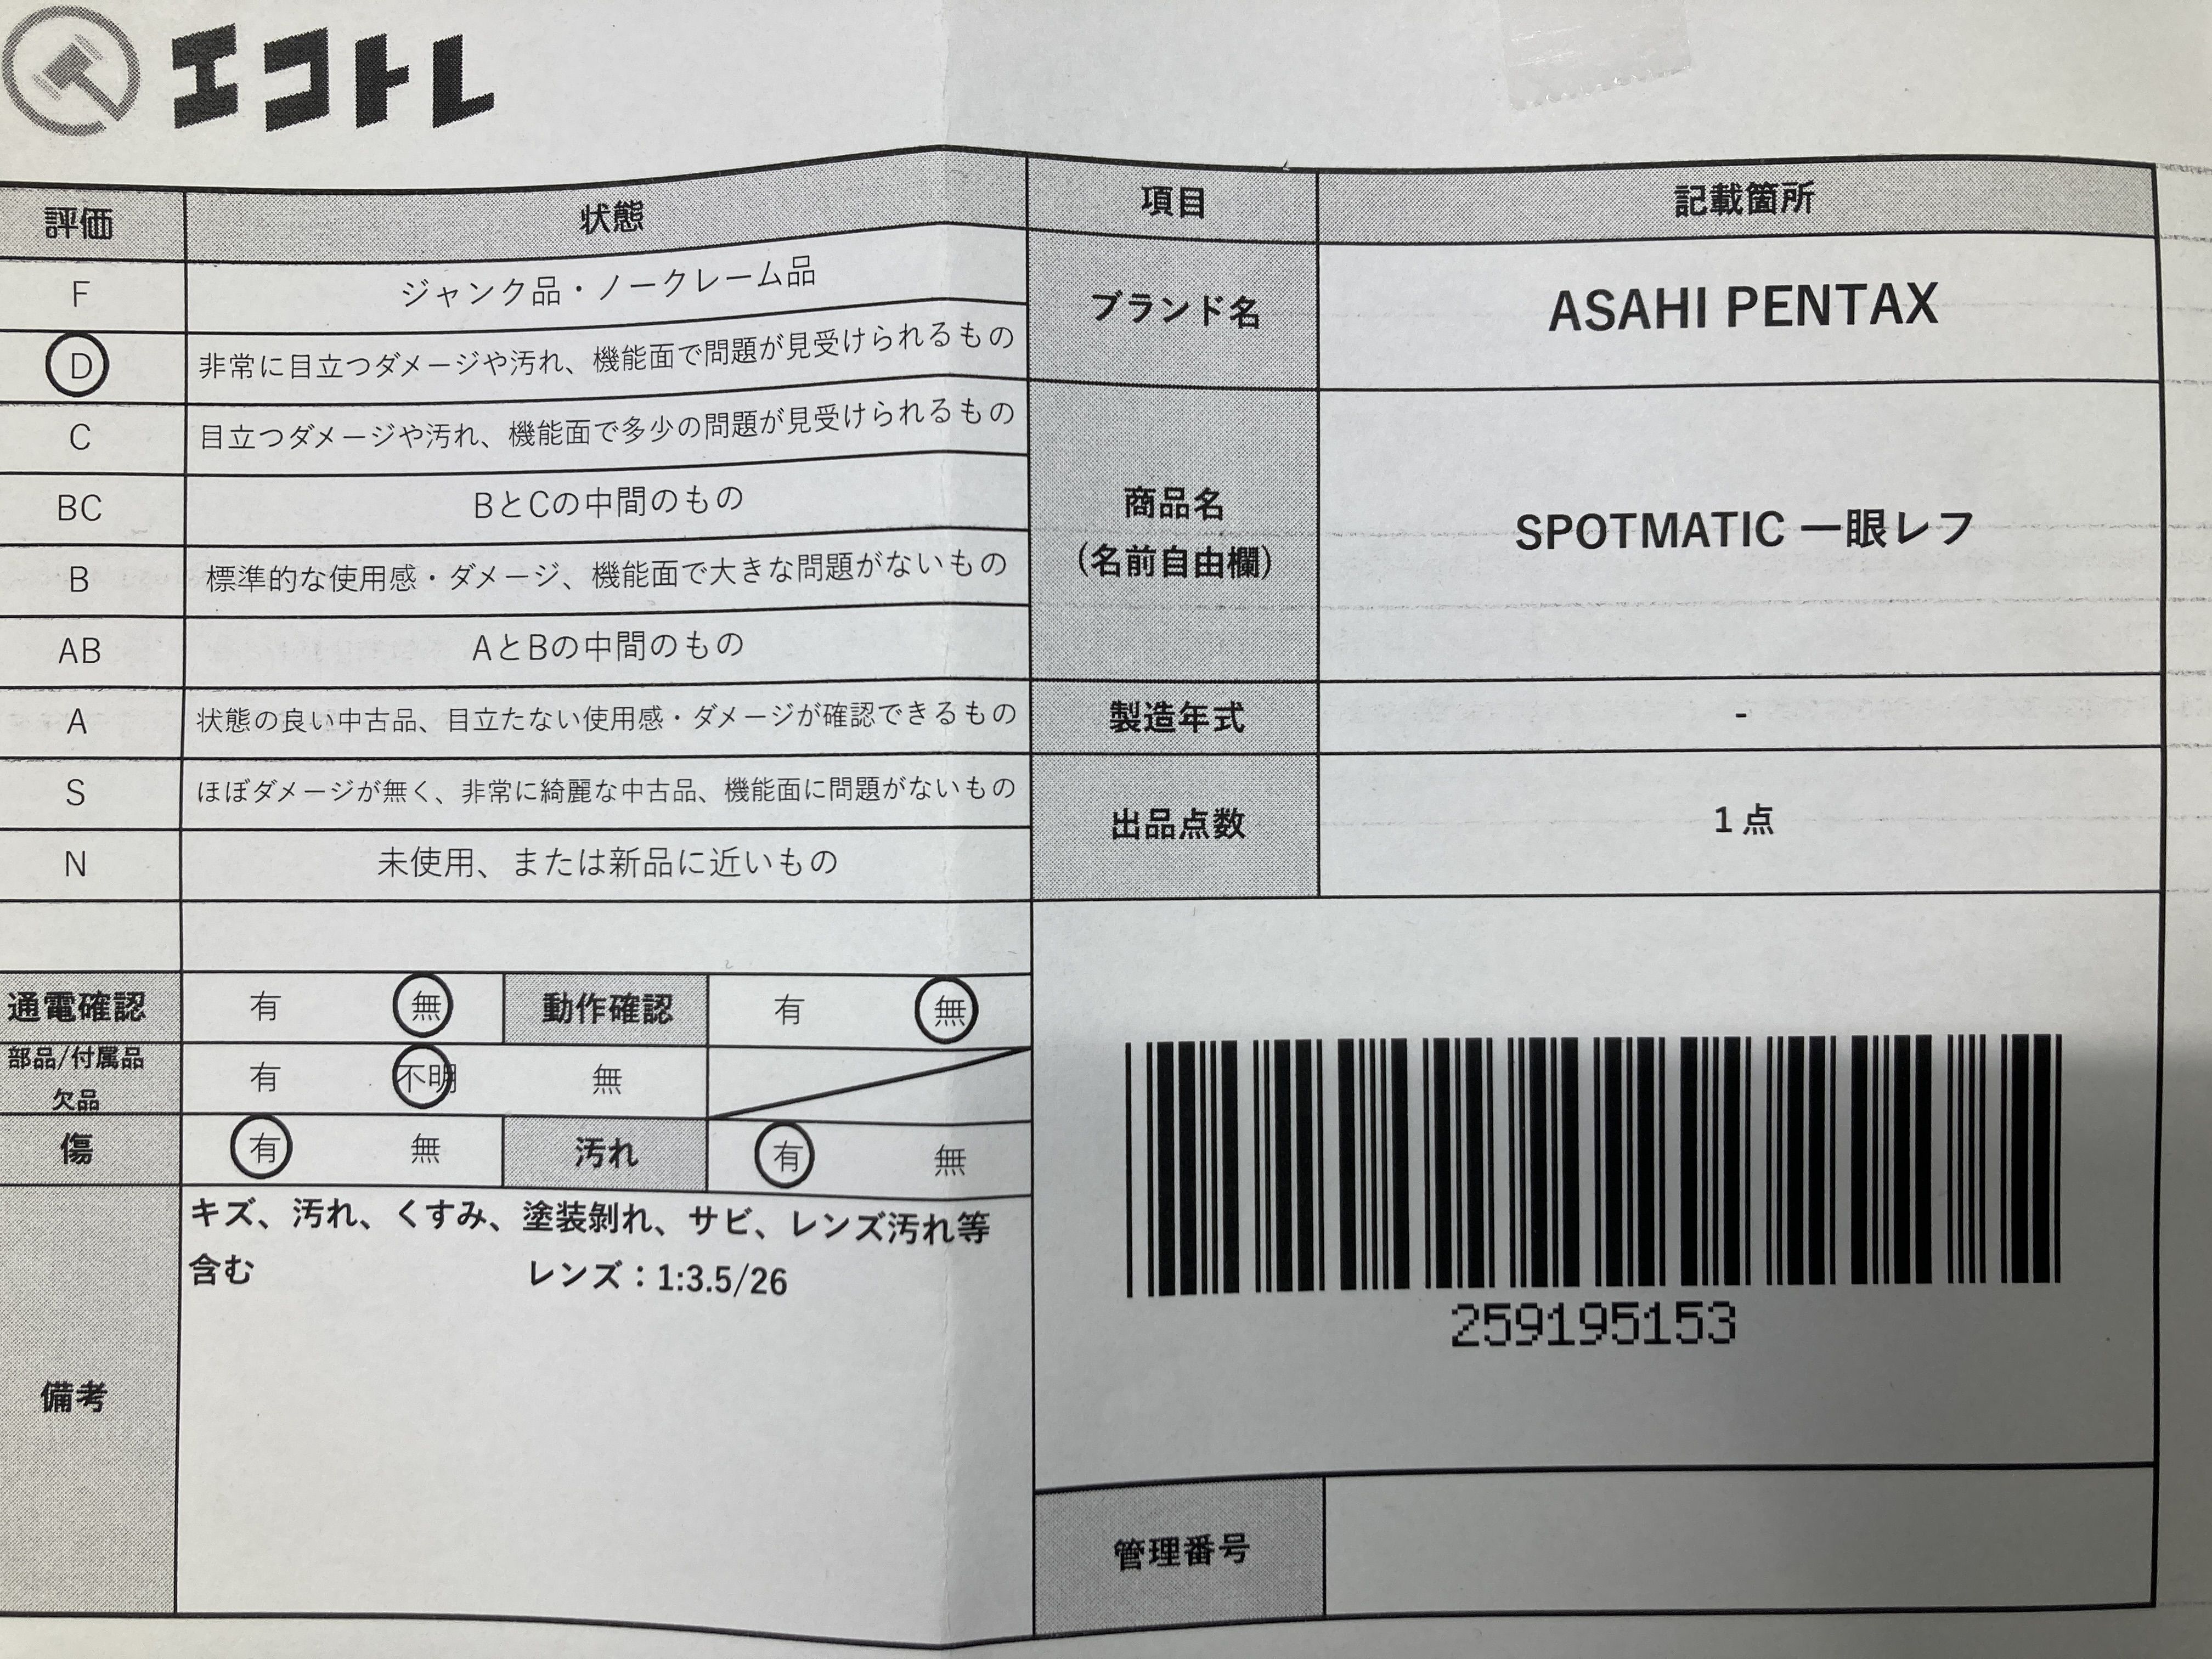 エコトレ
評価 状態
F ジャンク品・ノークレーム品
D 非常に目立つダメージや汚れ、機能面で問題が見受けられるもの
C 目立つダメージや汚れ、機能面で多少の問題が見受けられるもの
BC BとCの中間のもの
B 標準的な使用感・ダメージ、機能面で大きな問題がないもの
AB AとBの中間のもの
A 状態の良い中古品、目立たない使用感・ダメージが確認できるもの
S ほぼダメージが無く、非常に綺麗な中古品、機能面に問題がないもの
N 未使用、または新品に近いもの
通電確認 有 無 動作確認 有 無
部品/付属品
欠品 有 不明 無
傷 有 無 汚れ 有 無
備考
キズ、汚れ、くすみ、塗装剝れ、サビ、レンズ汚れ等
含む レンズ：1:3.5/26
項目 記載箇所
ブランド名 ASAHI PENTAX
商品名
(名前自由欄)
SPOTMATIC 一眼レフ
製造年式 -
出品点数 1 点
259195153
管理番号